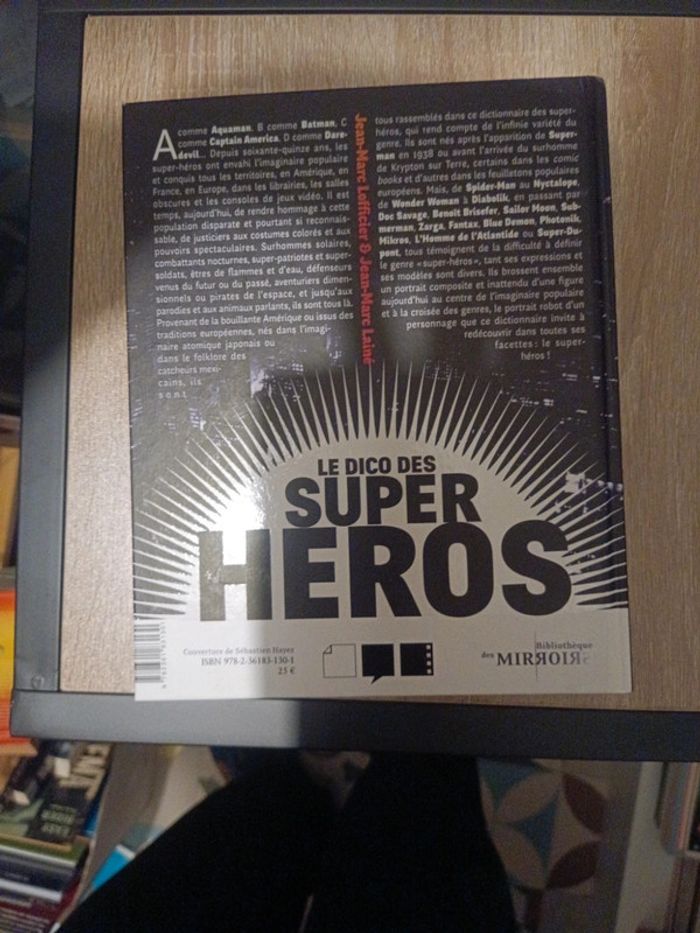 A comme Aquaman, B comme Batman, C
comme Captain America, D comme Dare-
devil... Depuis soixante-quinze ans, les
super-héros ont envahi l'imaginaire populaire
et conquis tous les territoires, en Amérique, en
France, en Europe, dans les librairies, les salles
obscures et les consoles de jeux vidéo. Il est
temps, aujourd'hui, de rendre hommage à cette
population disparate et pourtant si reconnais-
sable, de justiciers aux costumes colorés et aux
pouvoirs spectaculaires. Surhommes solaires,
combattants nocturnes, super-patriotes et super-
soldats, êtres de flammes et d'eau, défenseurs
venus du futur ou du passé, aventuriers dimen-
sionnels ou pirates de l'espace, et jusqu'aux
parodies et aux animaux parlants, ils sont tous là.
Provenant de la bouillante Amérique ou issus des
traditions européennes, nés dans l'imagi-
naire atomique japonais ou
dans le folklore des
catcheurs mexi-
cains, ils
sont
Jean-Marc Lofficier & Jean-Marc Lainé
tous rassemblés dans ce dictionnaire des super-
héros, qui rend compte de l'infinie variété du
genre. Ils sont nés après l'apparition de Super-
man en 1938 ou avant l'arrivée du surhomme
de Krypton sur Terre, certains dans les comic
books et d'autres dans les feuilletons populaires
européens. Mais, de Spider-Man au Nyctalope,
de Wonder Woman à Diabolik, en passant par
Doc Savage, Benoît Brisefer, Sailor Moon, Sub-
merman, Zarga, Fantax, Blue Demon, Photonik,
Mikros, L'Homme de l'Atlantide ou Super-Du-
pont, tous témoignent de la difficulté à définir
le genre « super-héros », tant ses expressions et
ses modèles sont divers. Ils brossent ensemble
un portrait composite et inattendu d'une figure
aujourd'hui au centre de l'imaginaire populaire
et à la croisée des genres, le portrait robot d'un
personnage que ce dictionnaire invite à
redécouvrir dans toutes ses
facettes : le super-
héros !
LE DICO DES
SUPER
HEROS
Couverture de Sébastien Hayez
ISBN 978-2-36183-130-1
25 €
Bibliothèque
des MIRROIRS